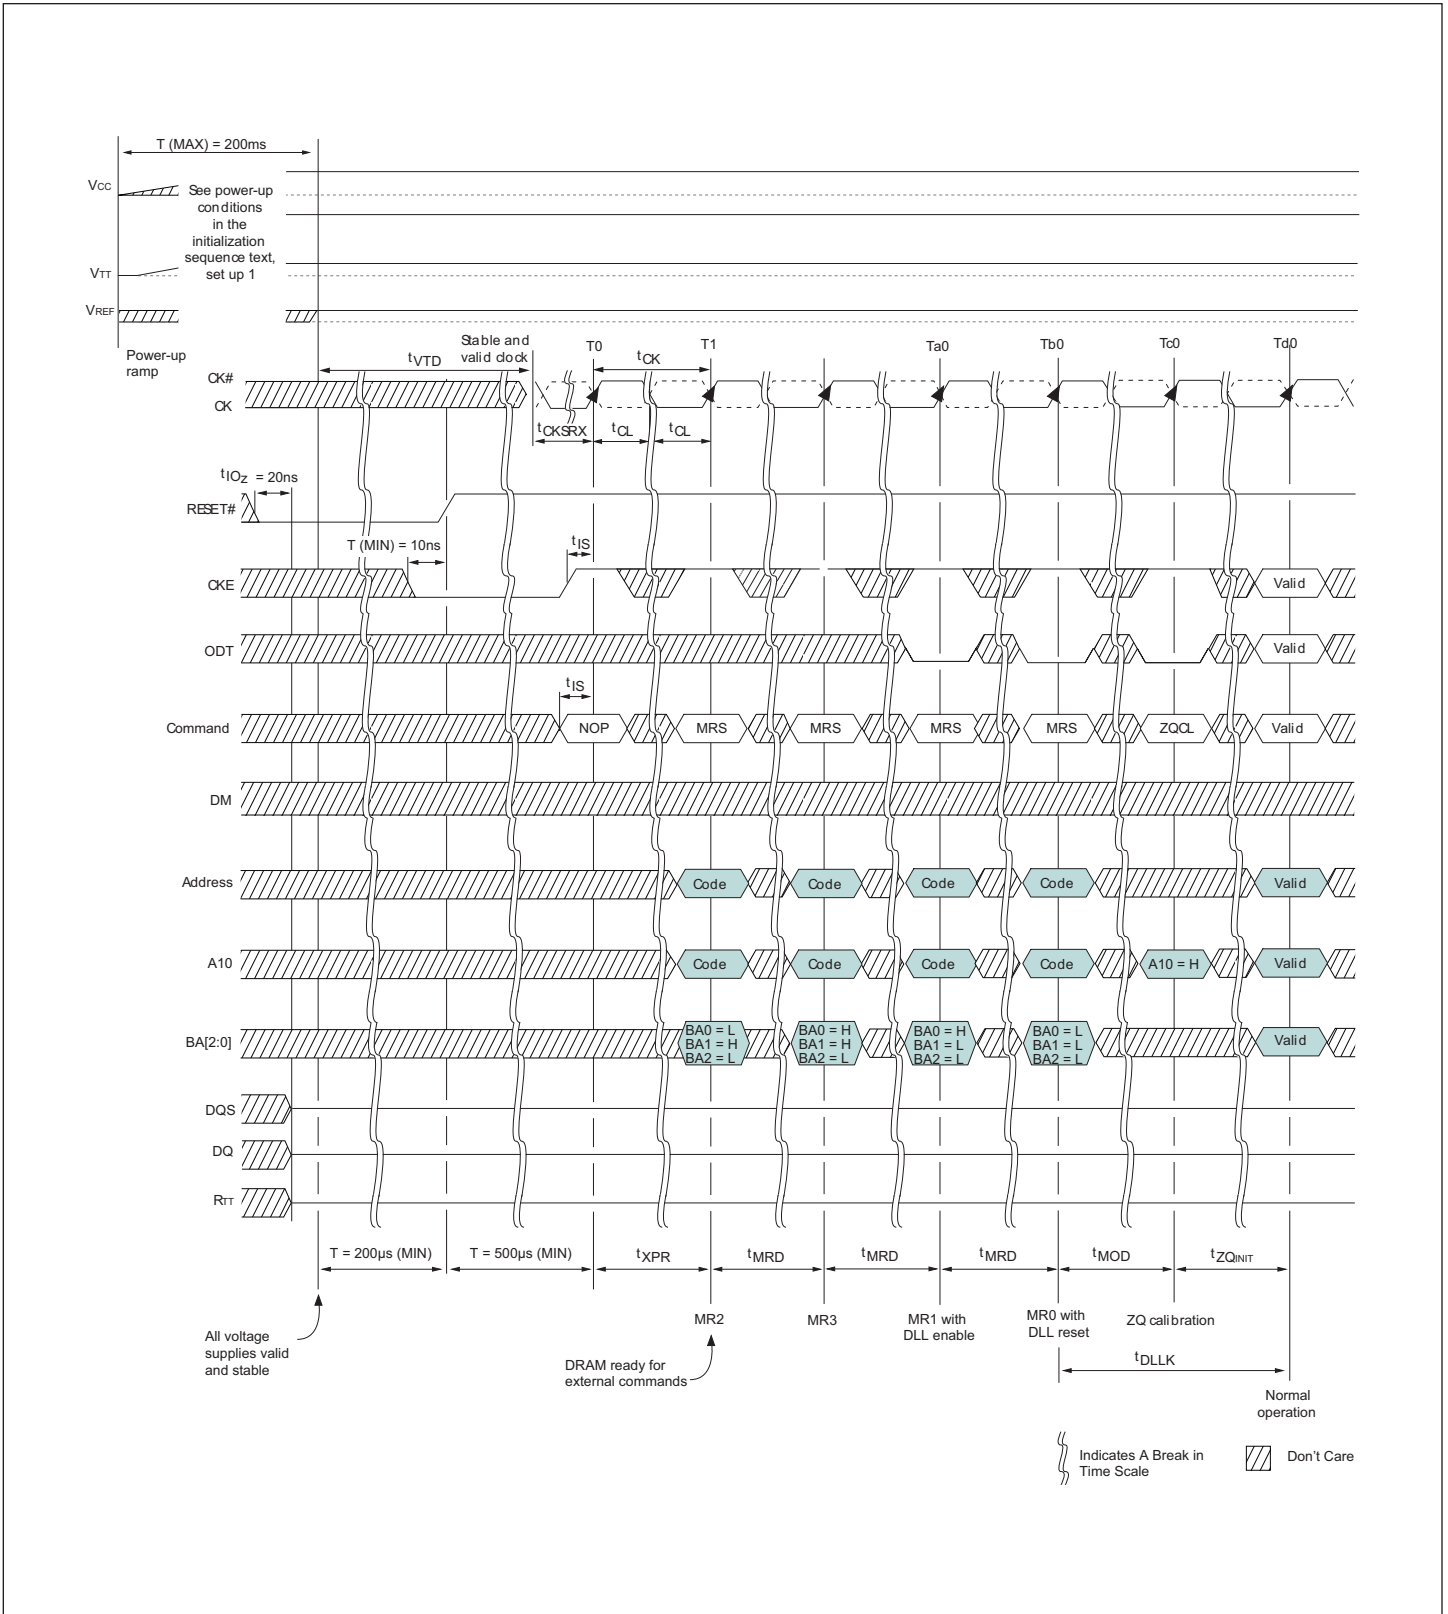 T (MAX) = 200ms
VCC
See power-up
conditions
in the
initialization
sequence text,
set up 1
VTT
VREF
Power-up
ramp
tVTD
Stable and
valid clock
T0
tCK
T1
Ta0
Tb0
Tc0
Td0
CK#
CK
tCKSRX
tCL
tCL
tIOZ = 20ns
RESET#
T (MIN) = 10ns
tIS
CKE
Valid
ODT
Valid
tIS
Command
NOP
MRS
MRS
MRS
MRS
ZQCL
Valid
DM
Address
Code
Code
Code
Code
Valid
A10
Code
Code
Code
Code
A10 = H
Valid
BA[2:0]
BA0 = L
BA1 = H
BA2 = L
BA0 = H
BA1 = H
BA2 = L
BA0 = H
BA1 = L
BA2 = L
BA0 = L
BA1 = L
BA2 = L
Valid
DQS
DQ
RTT
T = 200µs (MIN)
T = 500µs (MIN)
tXPR
tMRD
tMRD
tMRD
tMOD
tZQINIT
All voltage
supplies valid
and stable
MR2
MR3
MR1 with
DLL enable
MR0 with
DLL reset
ZQ calibration
DRAM ready for
external commands
tDLLK
Normal
operation
Indicates A Break in
Time Scale
Don't Care